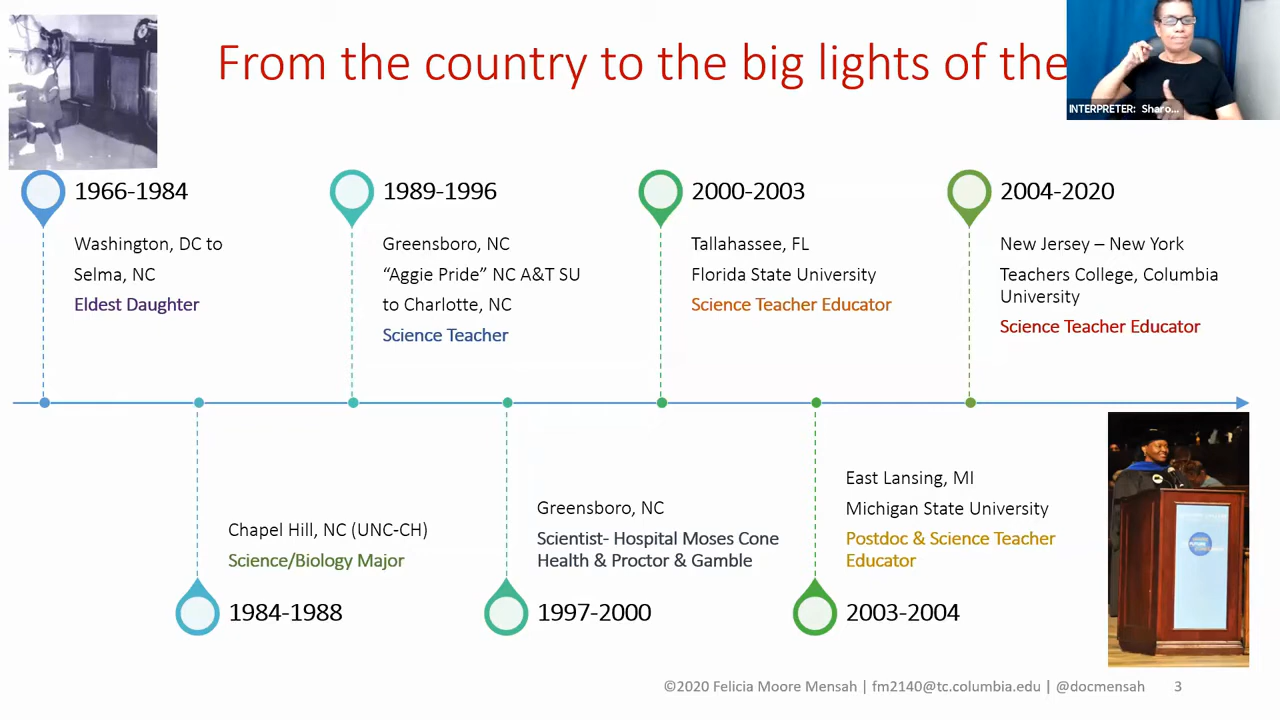 From the country to the big lights of the
INTERPRETER: Sharo...
1966-1984
Washington, DC to
Selma, NC
Eldest Daughter
1989-1996
Greensboro, NC
“Aggie Pride” NC A&T SU
to Charlotte, NC
Science Teacher
2000-2003
Tallahassee, FL
Florida State University
Science Teacher Educator
2004-2020
New Jersey – New York
Teachers College, Columbia
University
Science Teacher Educator
Chapel Hill, NC (UNC-CH)
Science/Biology Major
1984-1988
Greensboro, NC
Scientist- Hospital Moses Cone
Health & Proctor & Gamble
1997-2000
East Lansing, MI
Michigan State University
Postdoc & Science Teacher
Educator
2003-2004
©2020 Felicia Moore Mensah | fm2140@tc.columbia.edu | @docmensah 3